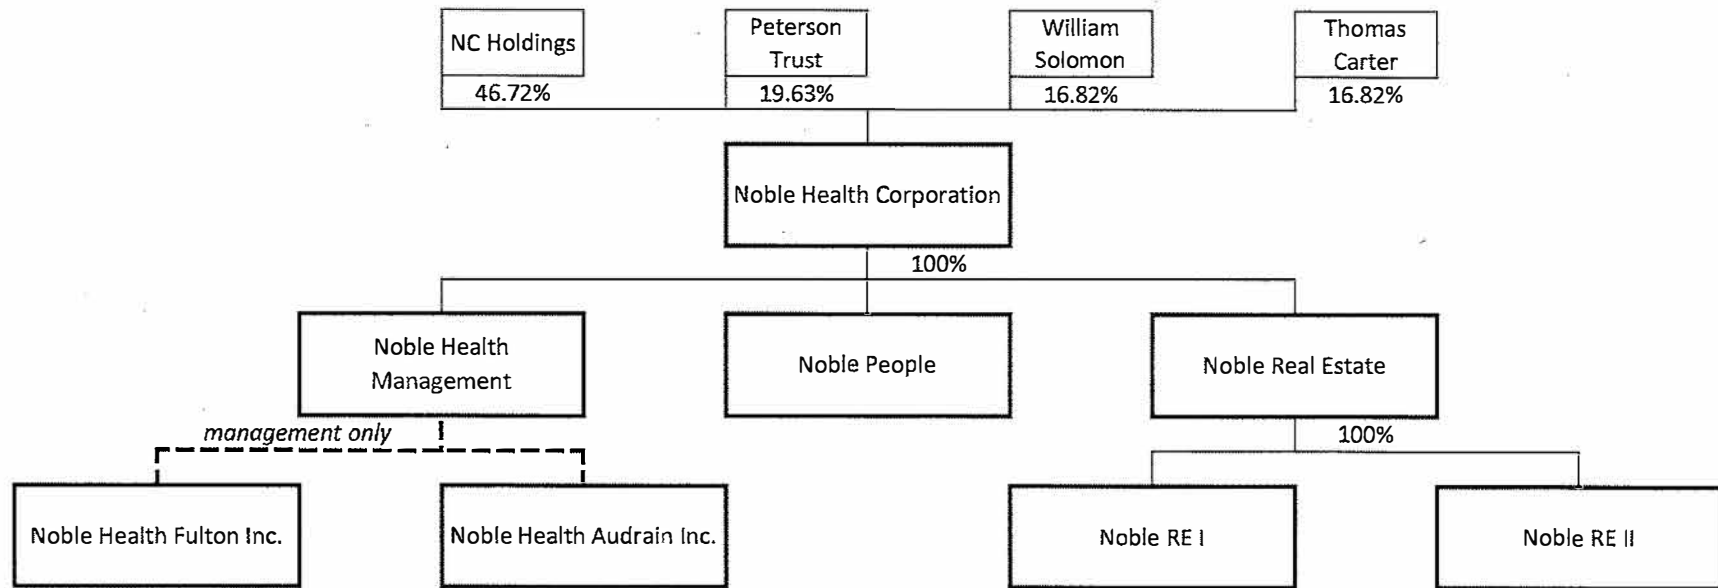 NC Holdings
Peterson
Trust
William
Solomon
Thomas
Carter
46.72%
19.63%
16.82%
16.82%
Noble Health Corporation
100%
Noble Health
Management
Noble People
Noble Real Estate
management only
100%
Noble Health Fulton Inc.
Noble Health Audrain Inc.
Noble RE I
Noble RE II